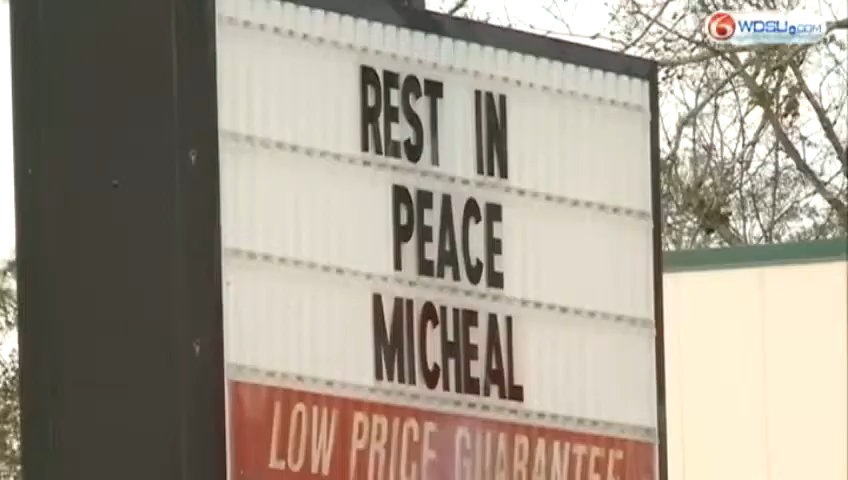 6 WDSU.COM
REST IN
PEACE
MICHEAL
LOW PRICE GUARANTEE